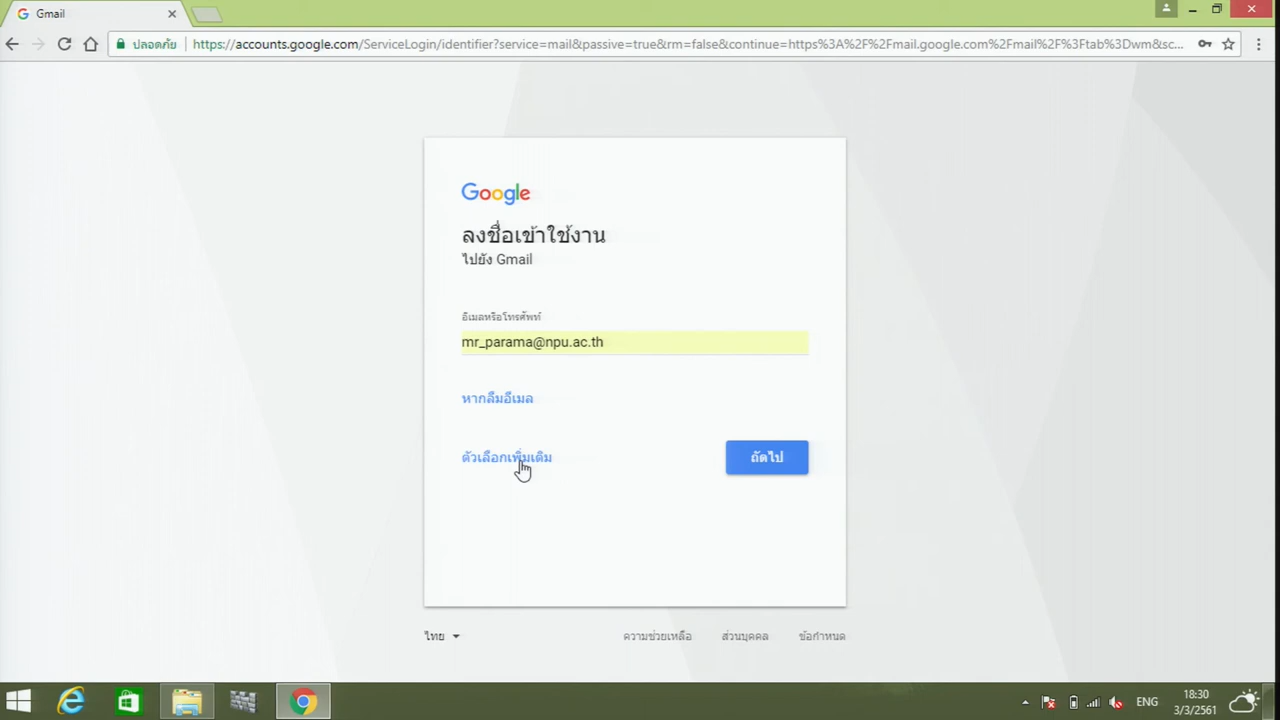 Gmail
ปลอดภัย
https://accounts.google.com/ServiceLogin/identifier?service=mail&passive=true&rm=false&continue=https%3A%2F%2Fmail.google.com%2Fmail%2F%3Ftab%3Dwm&sc...
Google
ลงชื่อเข้าใช้งาน
ไปยัง Gmail
อีเมลหรือโทรศัพท์
mr_parama@npu.ac.th
หากลืมอีเมล
ตัวเลือกเพิ่มเติม
ถัดไป
ไทย
ความช่วยเหลือ ส่วนบุคคล ข้อกำหนด
ENG
18:30
3/3/2561